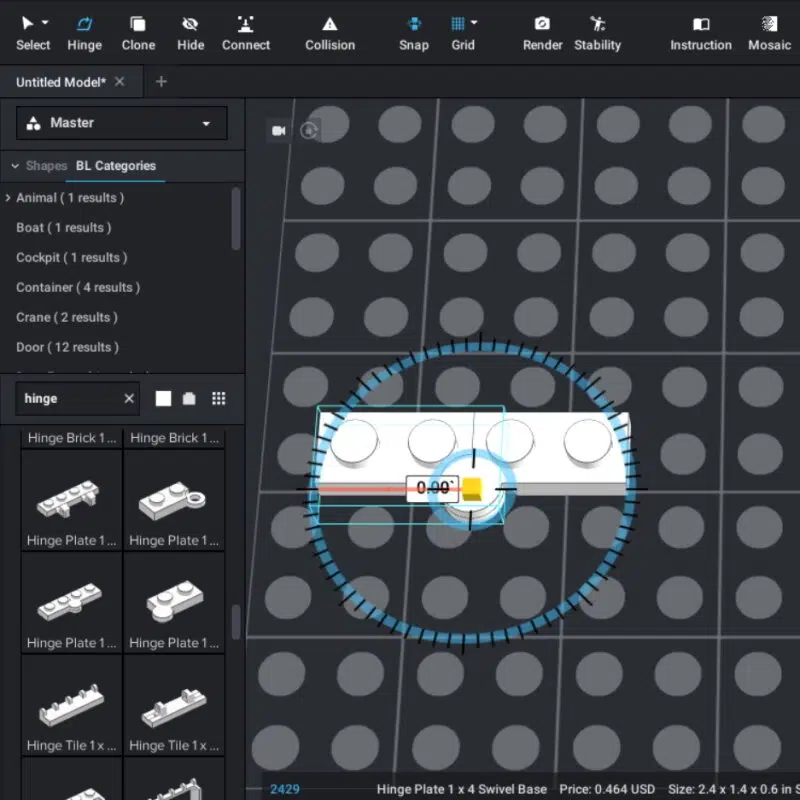 Select Hinge Clone Hide Connect Collision Snap Grid Render Stability Instruction Mosaic
Untitled Model*
Master
Shapes BL Categories
Animal ( 1 results )
Boat ( 1 results )
Cockpit ( 1 results )
Container ( 4 results )
Crane ( 2 results )
Door ( 12 results )
hinge
Hinge Brick 1... Hinge Brick 1...
Hinge Plate 1... Hinge Plate 1...
Hinge Plate 1... Hinge Plate 1...
Hinge Tile 1x... Hinge Tile 1x...
0.00°
2429 Hinge Plate 1 x 4 Swivel Base Price: 0.464 USD Size: 2.4 x 1.4 x 0.6 in S